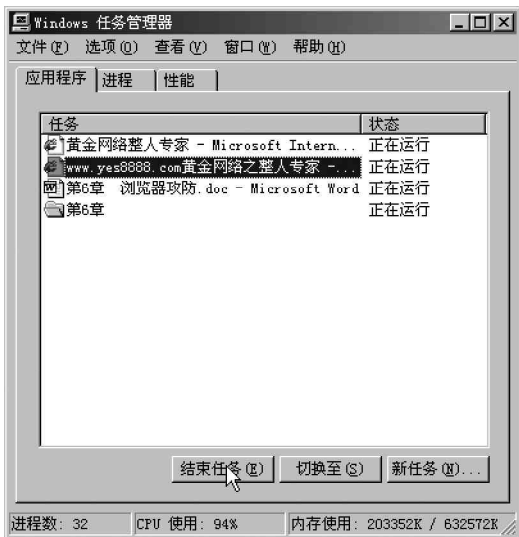 Windows 任务管理器
文件(F) 选项(O) 查看(V) 窗口(W) 帮助(H)
应用程序 进程 性能
任务 状态
黄金网络整人专家 - Microsoft Intern... 正在运行
www.yes8888.com黄金网络之整人专家 -... 正在运行
第6章 浏览器攻防.doc - Microsoft Word 正在运行
第6章 正在运行
结束任务(E) 切换至(S) 新任务(N)...
进程数: 32 CPU 使用: 94% 内存使用: 203352K / 632572K